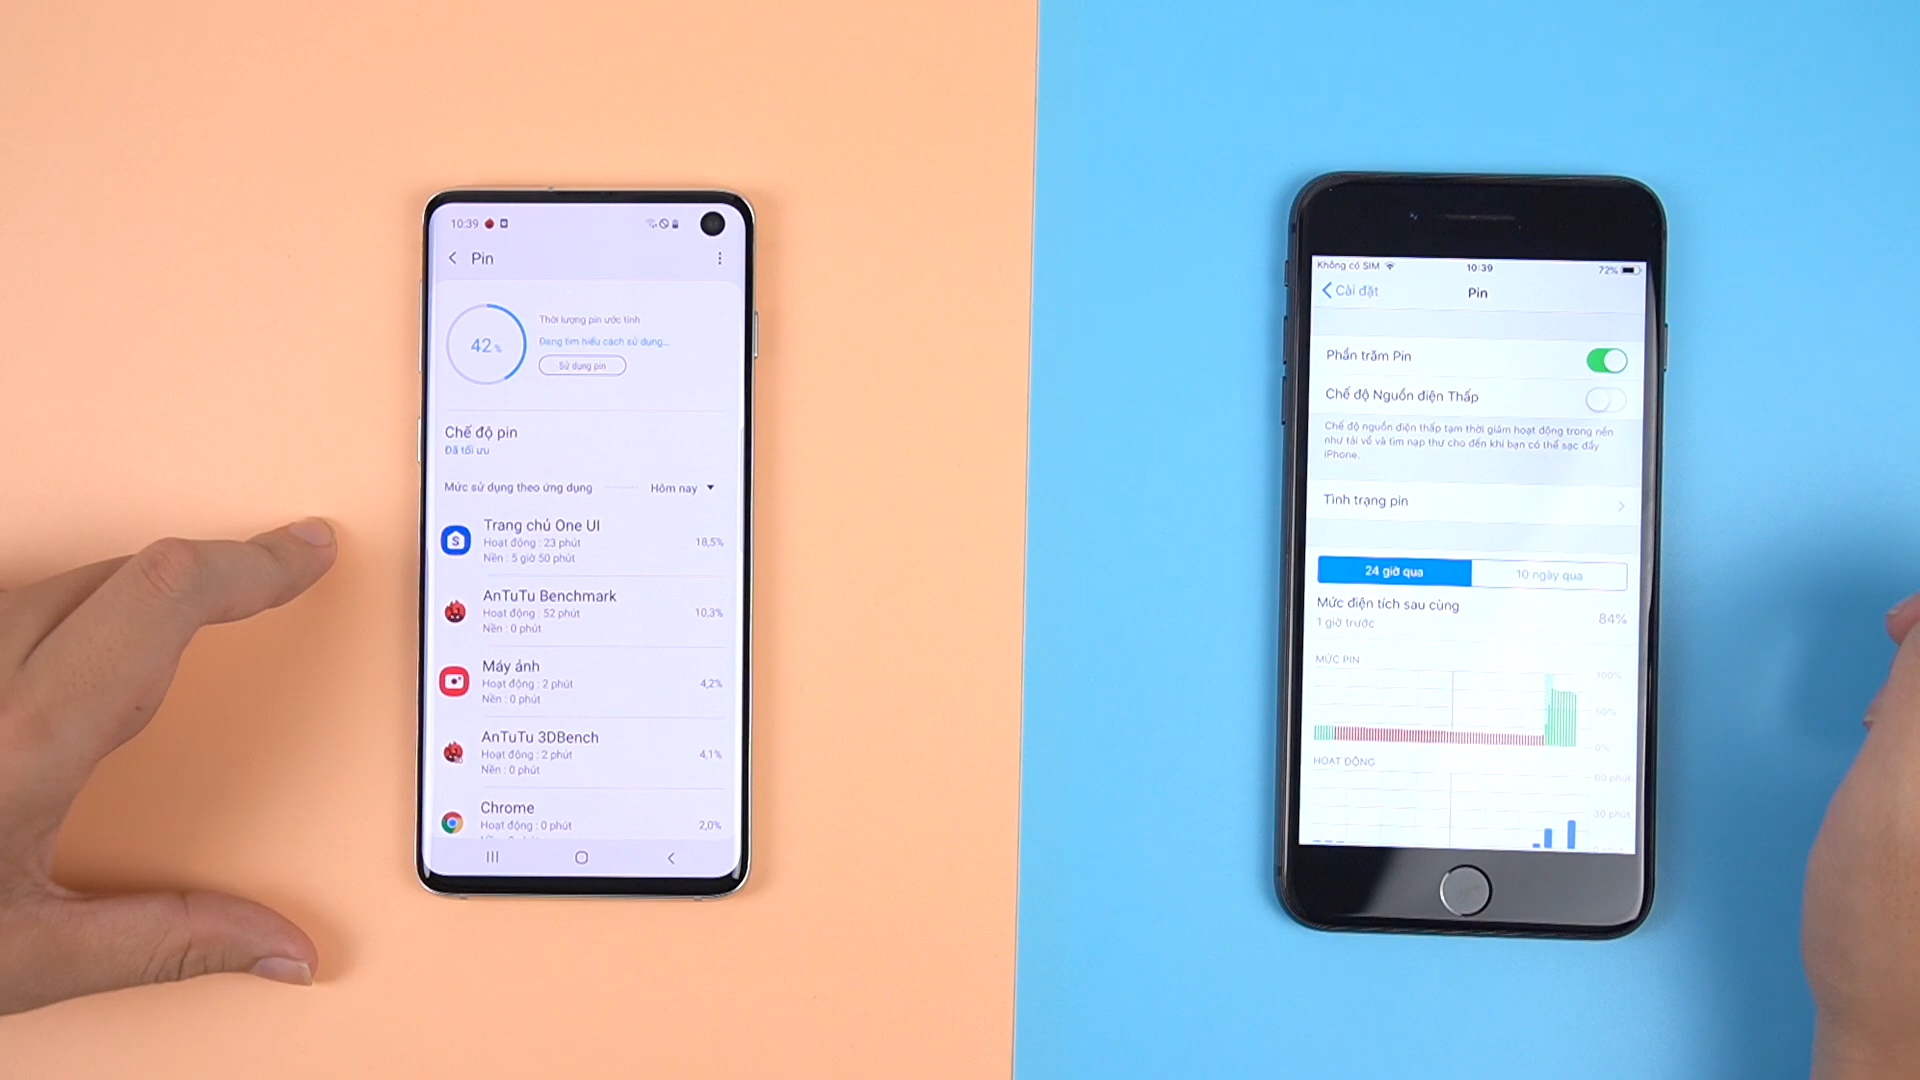 10:39
Pin
42%
Thời lượng pin ước tính
Đang tìm hiểu cách sử dụng...
Sử dụng pin
Chế độ pin
Đã tối ưu
Mức sử dụng theo ứng dụng
Hôm nay
Trang chủ One UI
Hoạt động : 23 phút
18,5%
Nền : 5 giờ 50 phút
AnTuTu Benchmark
Hoạt động : 52 phút
10,3%
Nền : 0 phút
Máy ảnh
Hoạt động : 2 phút
4,2%
Nền : 0 phút
AnTuTu 3DBench
Hoạt động : 2 phút
4,1%
Nền : 0 phút
Chrome
Hoạt động : 0 phút
2,0%
Không có SIM
10:39
72%
Cài đặt
Pin
Phần trăm Pin
Chế độ Nguồn điện Thấp
Chế độ nguồn điện thấp tạm thời giảm hoạt động trong nền
như tải về và tìm nạp thư cho đến khi bạn có thể sạc đầy
iPhone.
Tình trạng pin
24 giờ qua
10 ngày qua
Mức điện tích sau cùng
1 giờ trước
84%
MỨC PIN
100%
50%
0%
HOẠT ĐỘNG
60 phút
30 phút